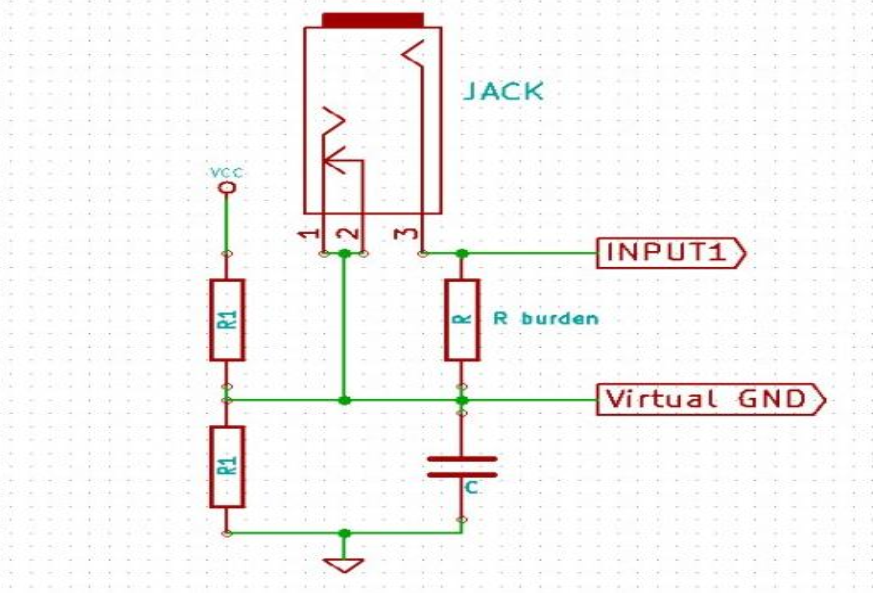 JACK
VCC
1 2 3
INPUT1
R1
R
R burden
Virtual GND
R1
C